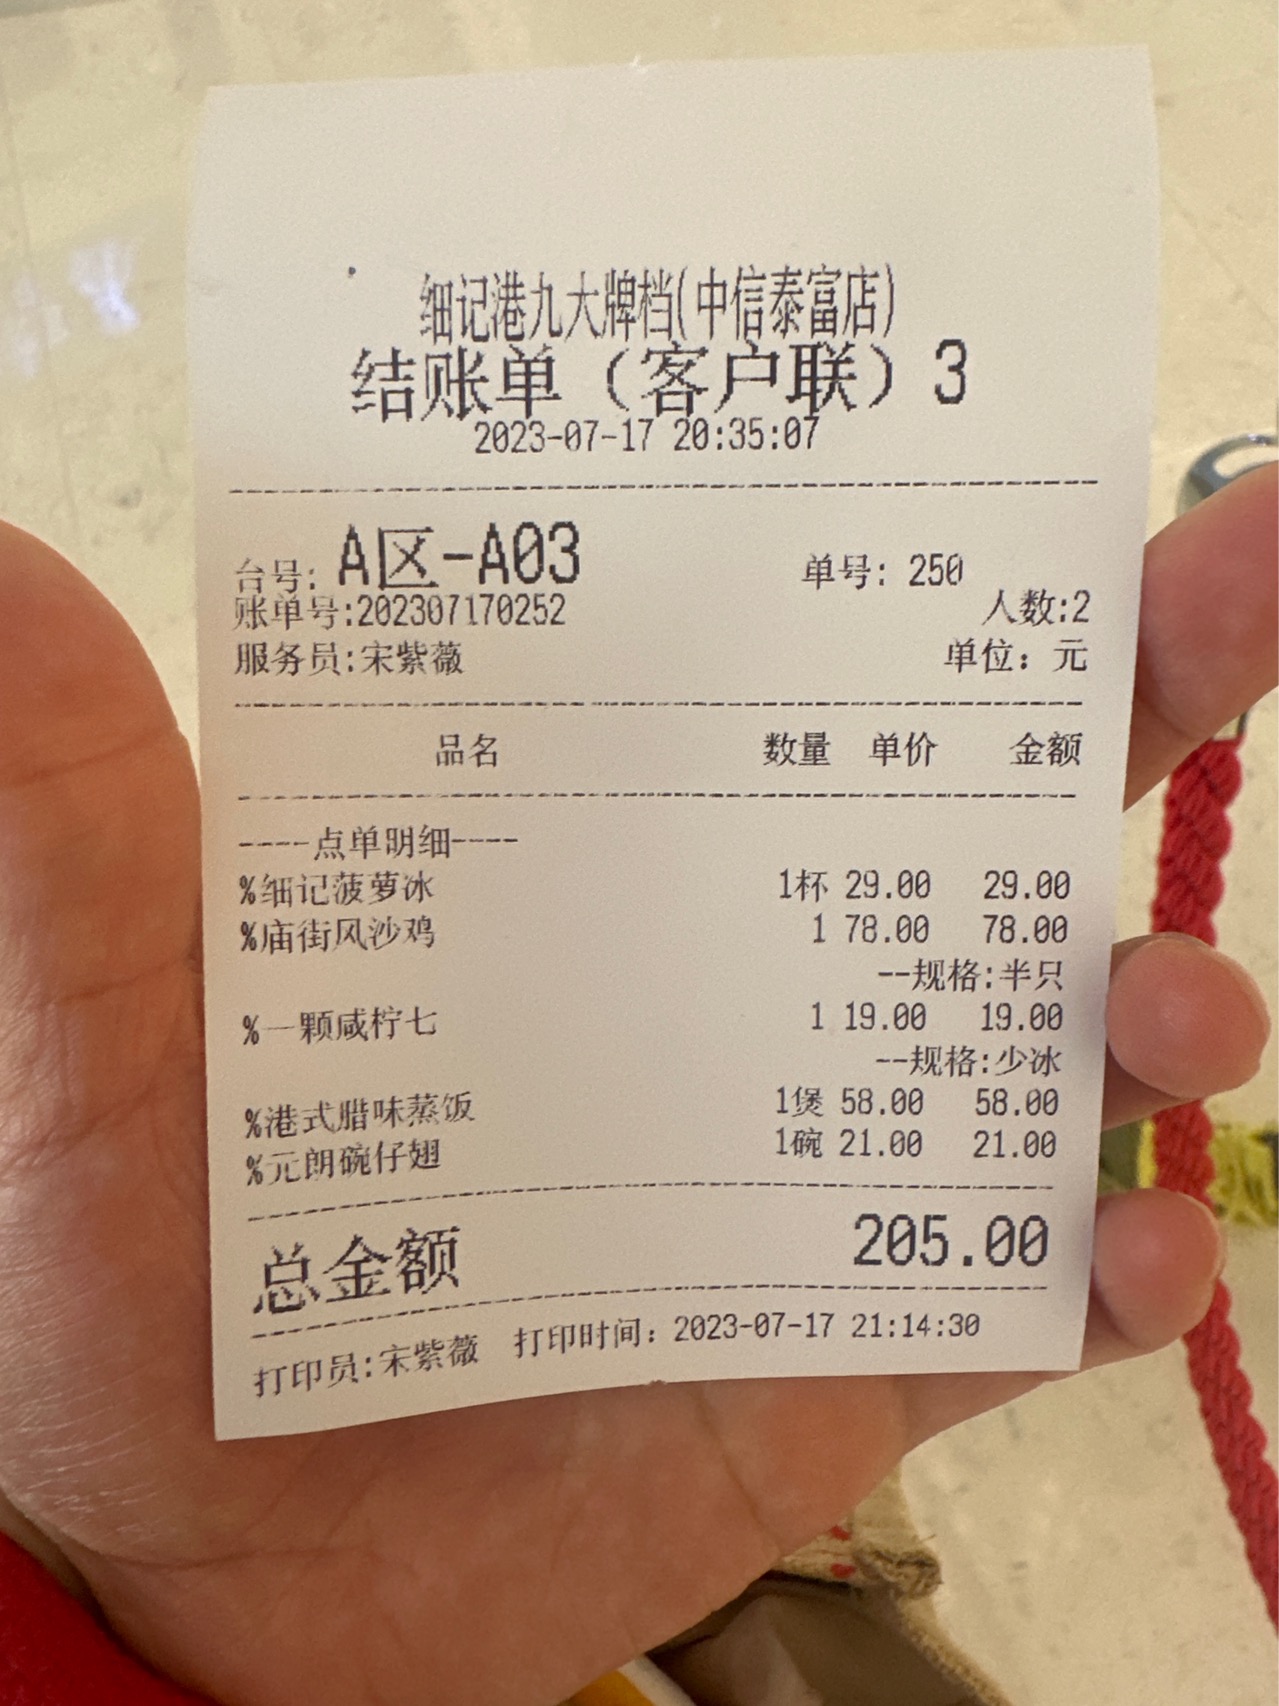 细记港九大牌档(中信泰富店)
结账单（客户联）3
2023-07-17 20:35:07
台号: A区-A03 单号: 250
账单号:202307170252 人数:2
服务员:宋紫薇 单位：元
品名 数量 单价 金额
----点单明细----
%细记菠萝冰 1杯 29.00 29.00
%庙街风沙鸡 1 78.00 78.00
--规格:半只
%一颗咸柠七 1 19.00 19.00
--规格:少冰
%港式腊味蒸饭 1煲 58.00 58.00
%元朗碗仔翅 1碗 21.00 21.00
总金额 205.00
打印员:宋紫薇 打印时间：2023-07-17 21:14:30